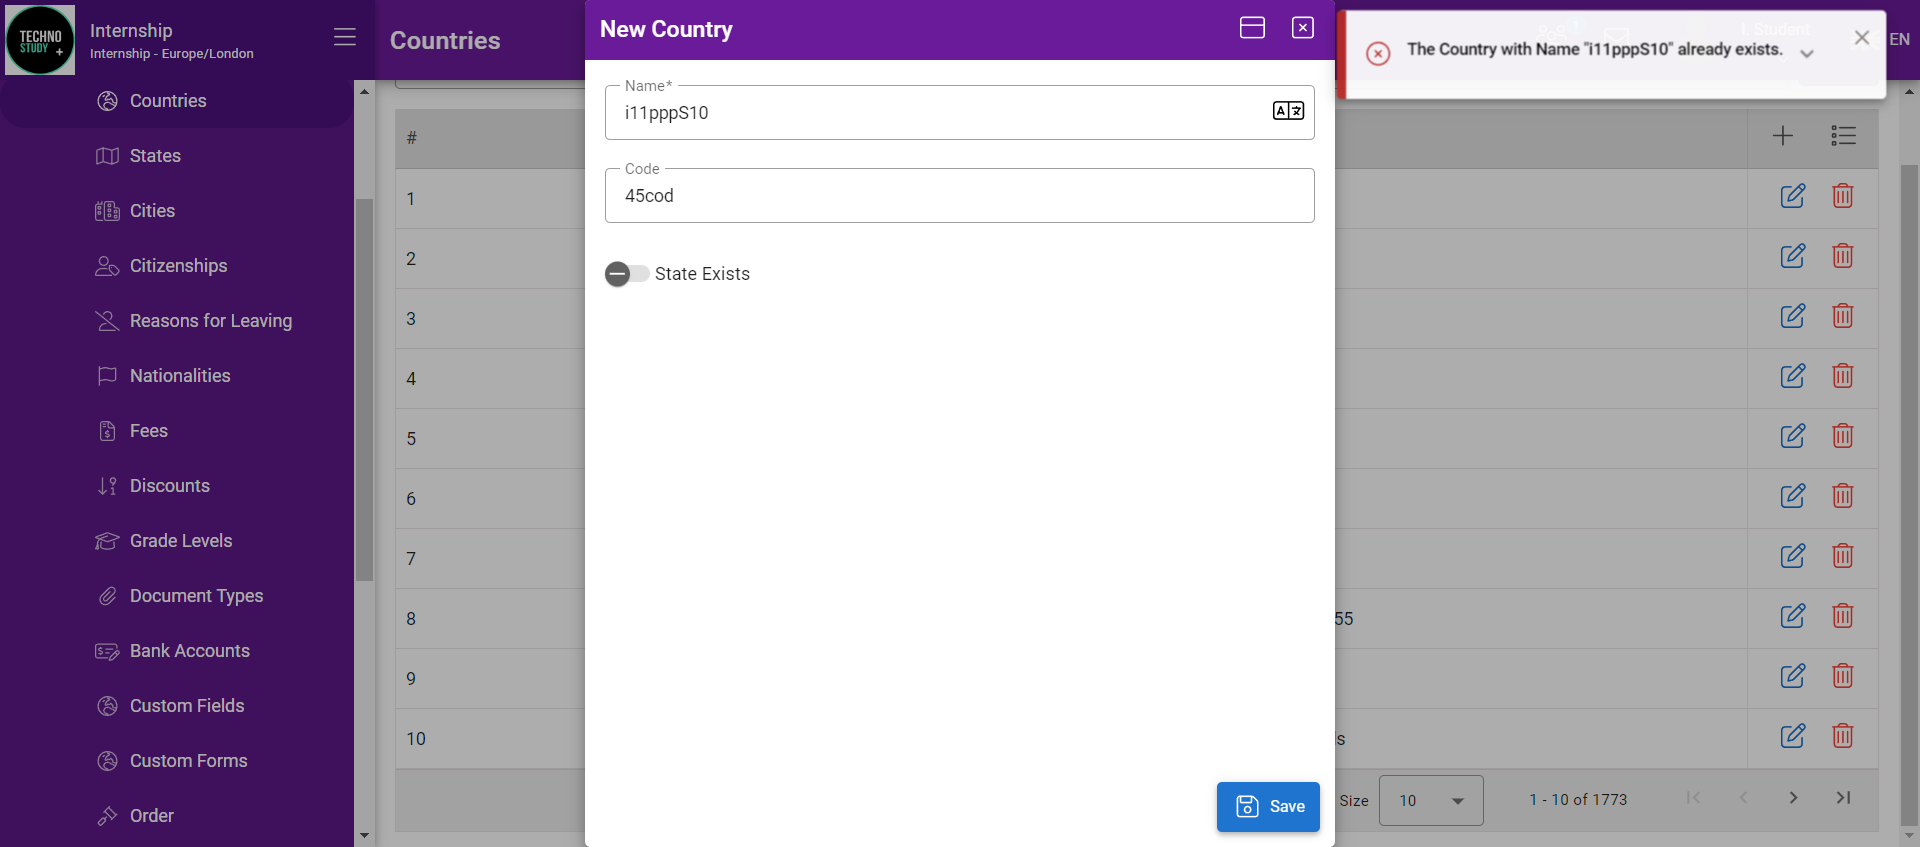 TECHNO
STUDY
Internship
Internship - Europe/London
Countries
States
Cities
Citizenships
Reasons for Leaving
Nationalities
Fees
Discounts
Grade Levels
Document Types
Bank Accounts
Custom Fields
Custom Forms
Order
Countries
#
1
2
3
4
5
6
7
8
9
10
New Country
Name*
i11pppS10
Code
45cod
State Exists
Save
The Country with Name "i11pppS10" already exists.
Student
EN
55
s
Size
10
1 - 10 of 1773